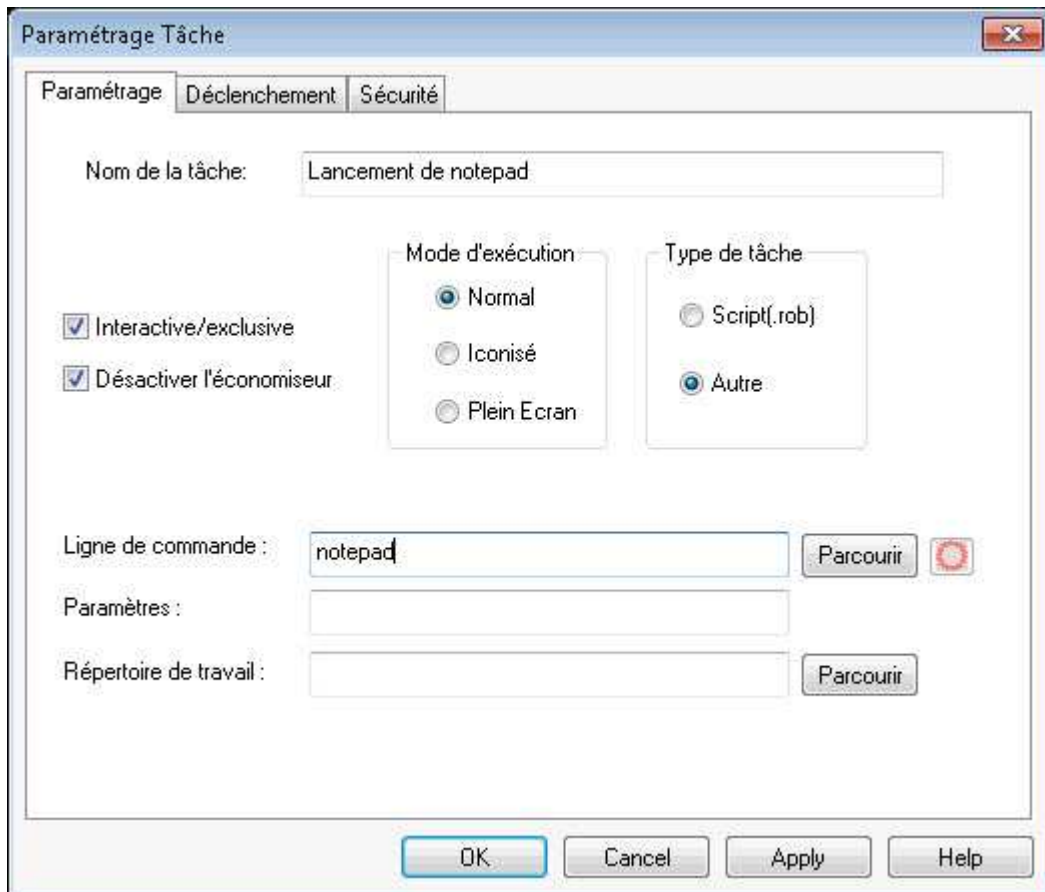 Paramétrage Tâche
Paramétrage Déclenchement Sécurité
Nom de la tâche: Lancement de notepad
Mode d'exécution
Normal
Iconisé
Plein Ecran
Type de tâche
Script(.rob)
Autre
Interactive/exclusive
Désactiver l'économiseur
Ligne de commande : notepad Parcourir
Paramètres :
Répertoire de travail : Parcourir
OK Cancel Apply Help